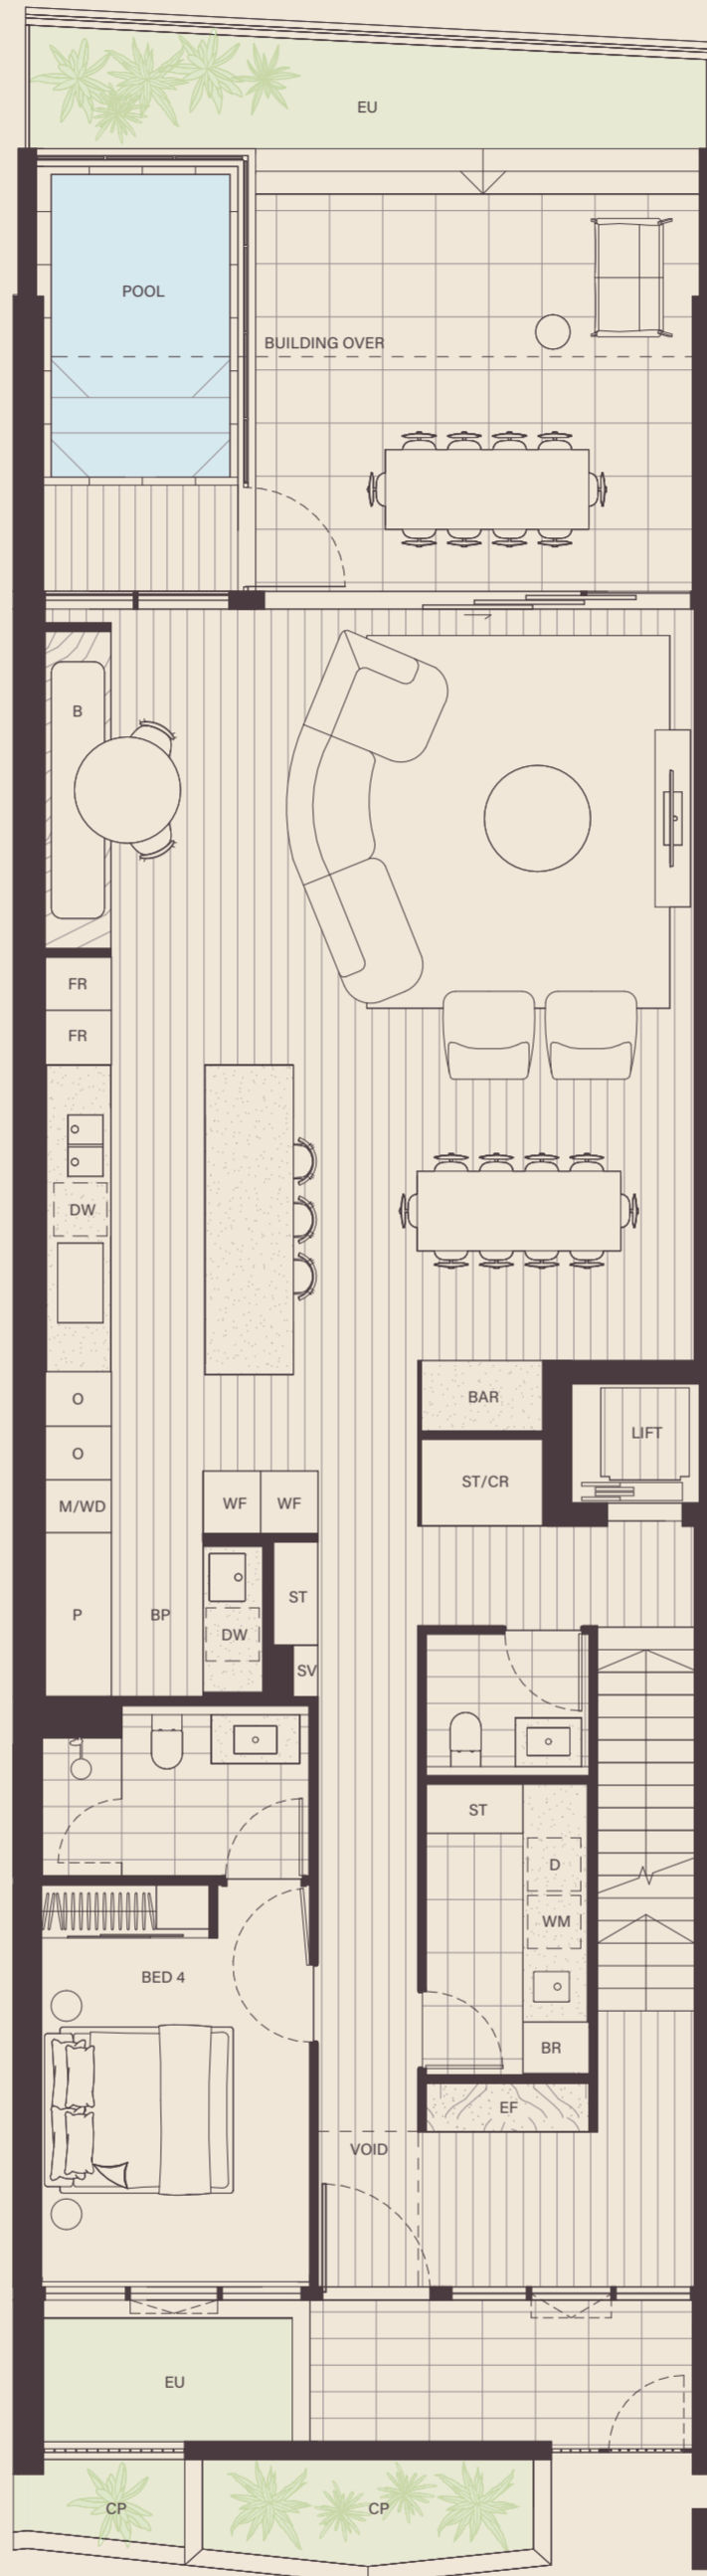 EU
POOL
BUILDING OVER
B
FR
FR
DW
O
O
M/WD
P
BP
WF
WF
DW
ST
SV
BAR
ST/CR
LIFT
ST
D
WM
BR
EF
BED 4
VOID
EU
CP
CP